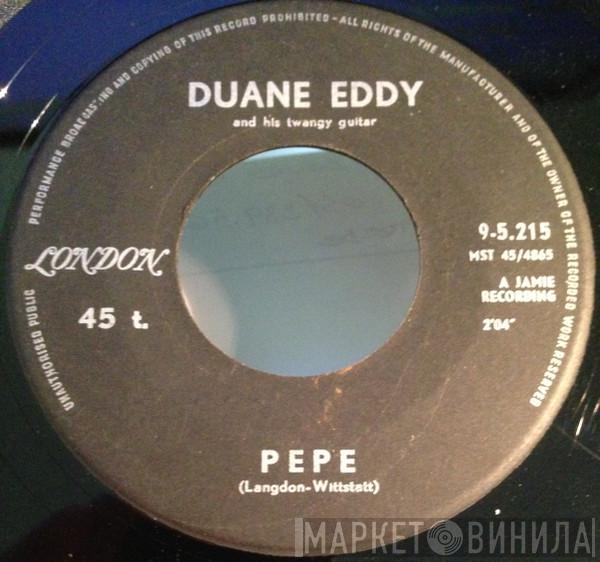 UNAUTHORISED PUBLIC PERFORMANCE BROADCASTING AND COPYING OF THIS RECORD PROHIBITED—ALL RIGHTS OF THE MANUFACTURER AND OF THE OWNER OF THE RECORDED WORK RESERVED
DUANE EDDY
and his twangy guitar
LONDON
45 t.
9-5.215
MST 45/4865
A JAMIE
RECORDING
2'04"
PEPE
(Langdon-Wittstatt)
МАРКЕТ ВИНИЛА